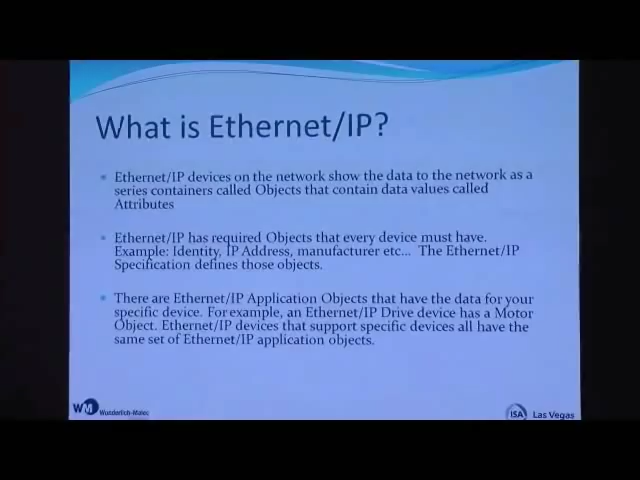 What is Ethernet/IP?
Ethernet/IP devices on the network show the data to the network as a
series containers called Objects that contain data values called
Attributes
Ethernet/IP has required Objects that every device must have.
Example: Identity, IP Address, manufacturer etc... The Ethernet/IP
Specification defines those objects.
There are Ethernet/IP Application Objects that have the data for your
specific device. For example, an Ethernet/IP Drive device has a Motor
Object. Ethernet/IP devices that support specific devices all have the
same set of Ethernet/IP application objects.
WM Wunderlich-Malec
ISA Las Vegas